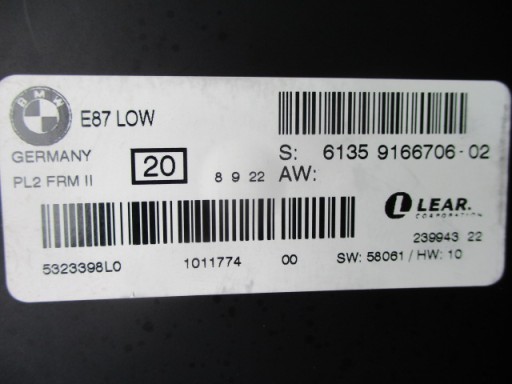 BMW
E87 LOW
GERMANY
PL2 FRM II
20
8 9 22
S: 6135 9166706-02
AW:
LEAR.
CORPORATION
239943 22
5323398L0 1011774 00 SW: 58061 / HW: 10